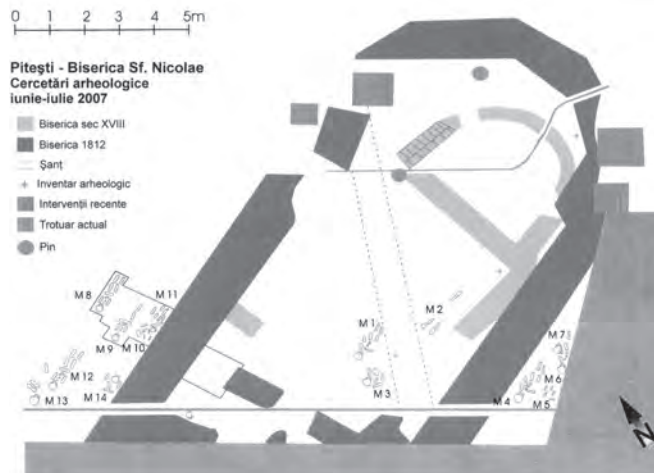 0 1 2 3 4 5m
Pitești - Biserica Sf. Nicolae
Cercetări arheologice
iunie-iulie 2007
Biserica sec XVIII
Biserica 1812
Șanț
Inventar arheologic
Intervenții recente
Trotuar actual
Pin
M 8
M 11
M 9
M 10
M 12
M 13
M 14
M 1
M 2
M 3
M 7
M 6
M 4
M 5
N